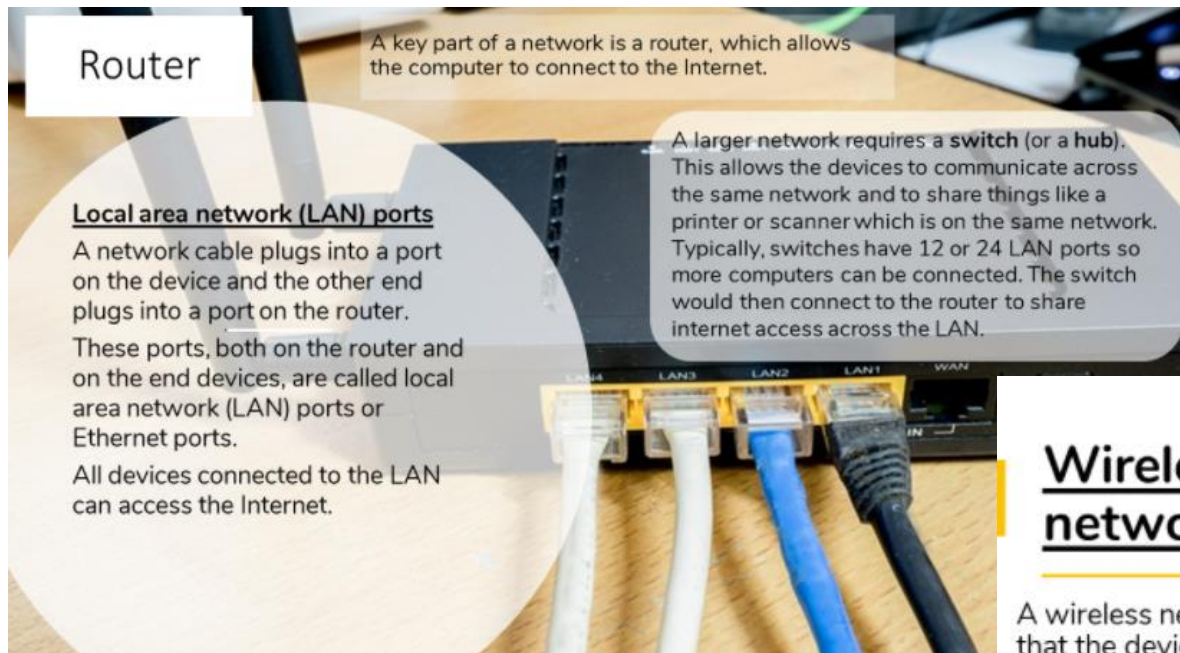 Router
A key part of a network is a router, which allows
the computer to connect to the Internet.
A larger network requires a switch (or a hub).
This allows the devices to communicate across
the same network and to share things like a
printer or scanner which is on the same network.
Typically, switches have 12 or 24 LAN ports so
more computers can be connected. The switch
would then connect to the router to share
internet access across the LAN.
Local area network (LAN) ports
A network cable plugs into a port
on the device and the other end
plugs into a port on the router.
These ports, both on the router and
on the end devices, are called local
area network (LAN) ports or
Ethernet ports.
All devices connected to the LAN
can access the Internet.
LAN4 LAN3 LAN2 LAN1 WAN
IN
A wireless
that the